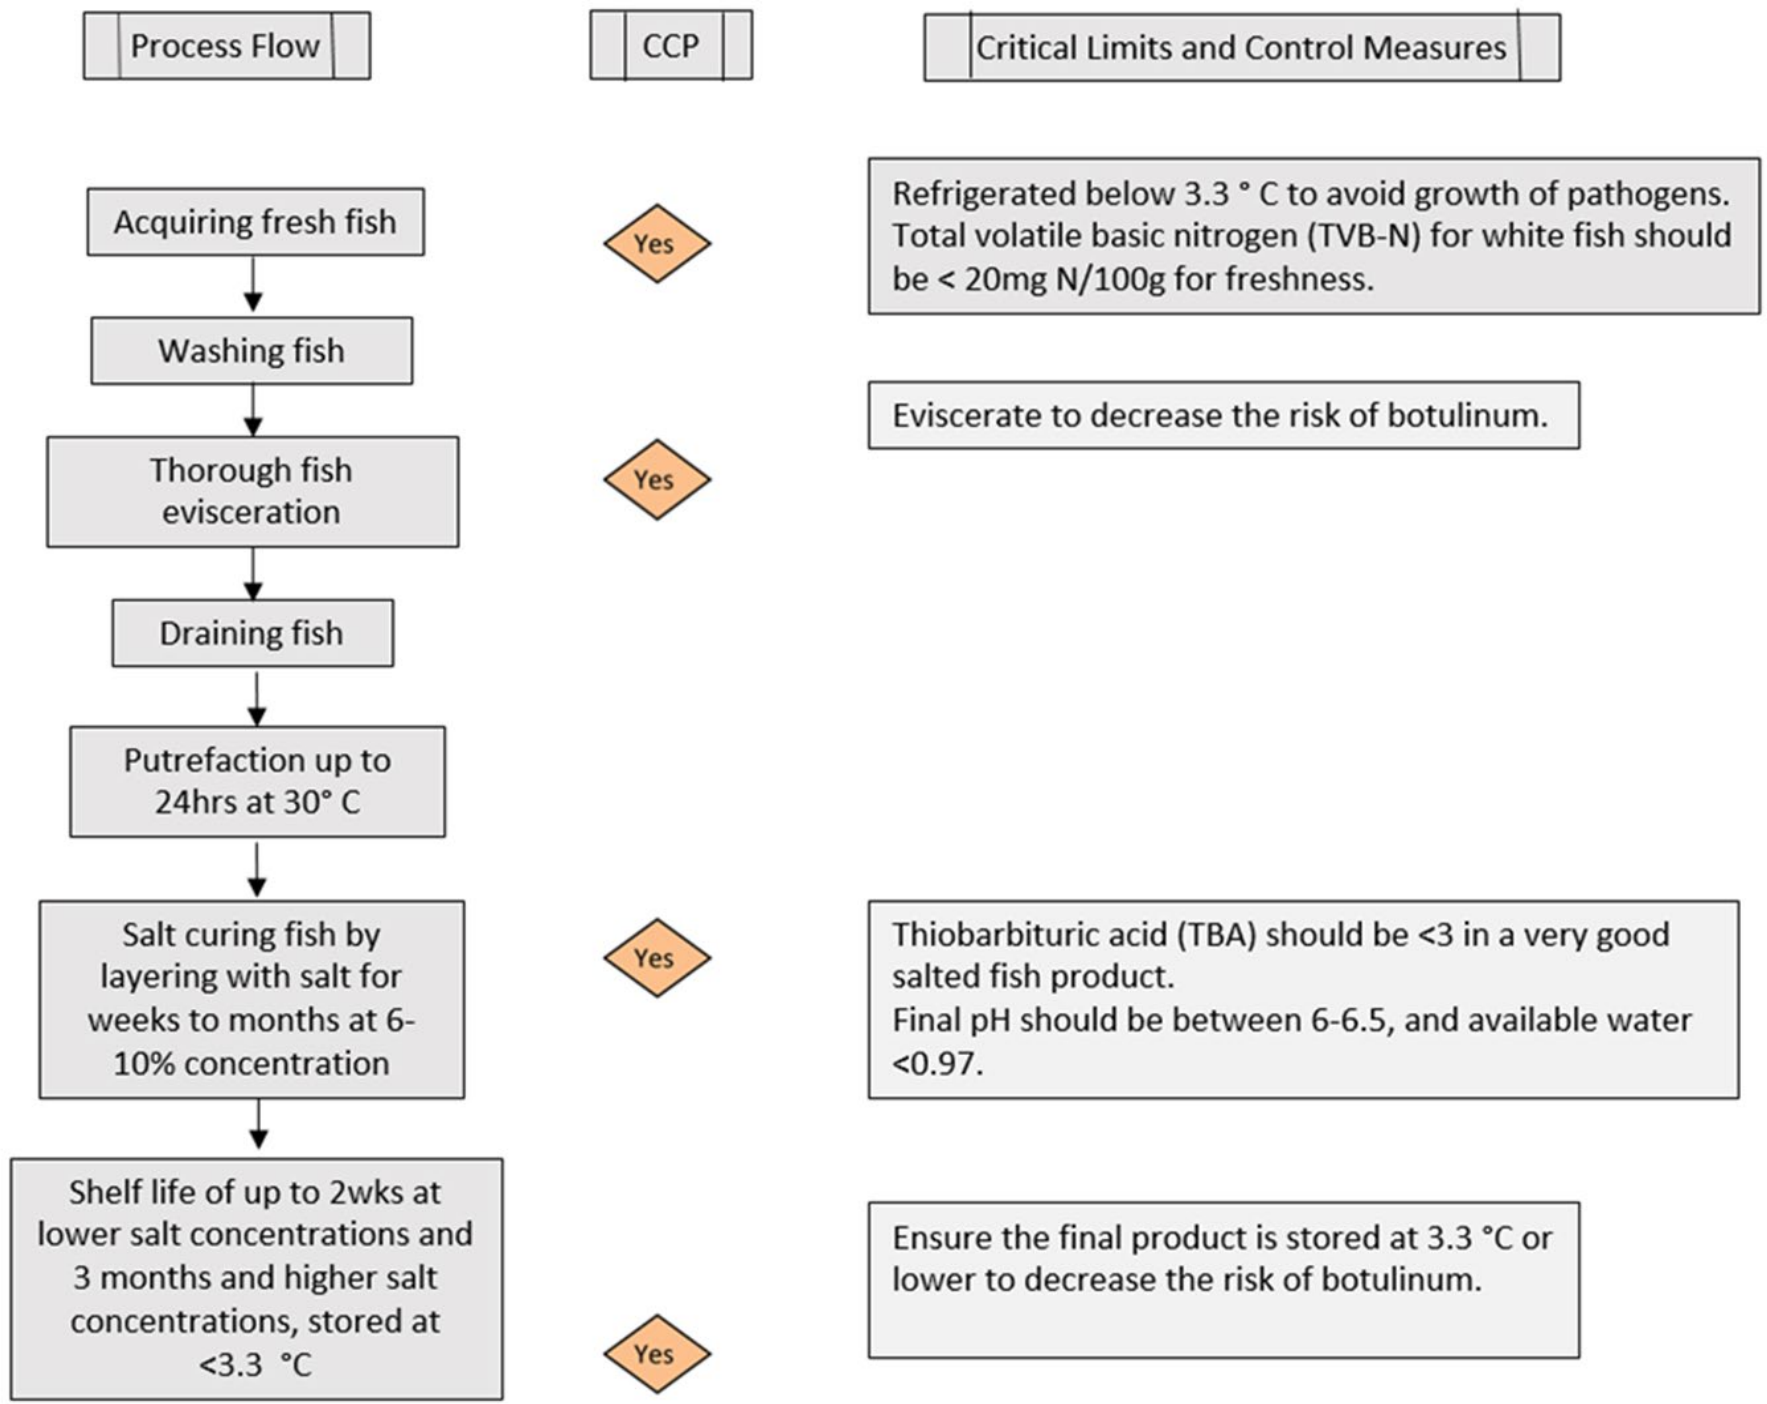 Process Flow
CCP
Critical Limits and Control Measures
Acquiring fresh fish
Yes
Refrigerated below 3.3 ° C to avoid growth of pathogens.
Total volatile basic nitrogen (TVB-N) for white fish should
be < 20mg N/100g for freshness.
Washing fish
Eviscerate to decrease the risk of botulinum.
Thorough fish
evisceration
Yes
Draining fish
Putrefaction up to
24hrs at 30° C
Salt curing fish by
layering with salt for
weeks to months at 6-
10% concentration
Yes
Thiobarbituric acid (TBA) should be <3 in a very good
salted fish product.
Final pH should be between 6-6.5, and available water
<0.97.
Shelf life of up to 2wks at
lower salt concentrations and
3 months and higher salt
concentrations, stored at
<3.3 °C
Yes
Ensure the final product is stored at 3.3 °C or
lower to decrease the risk of botulinum.